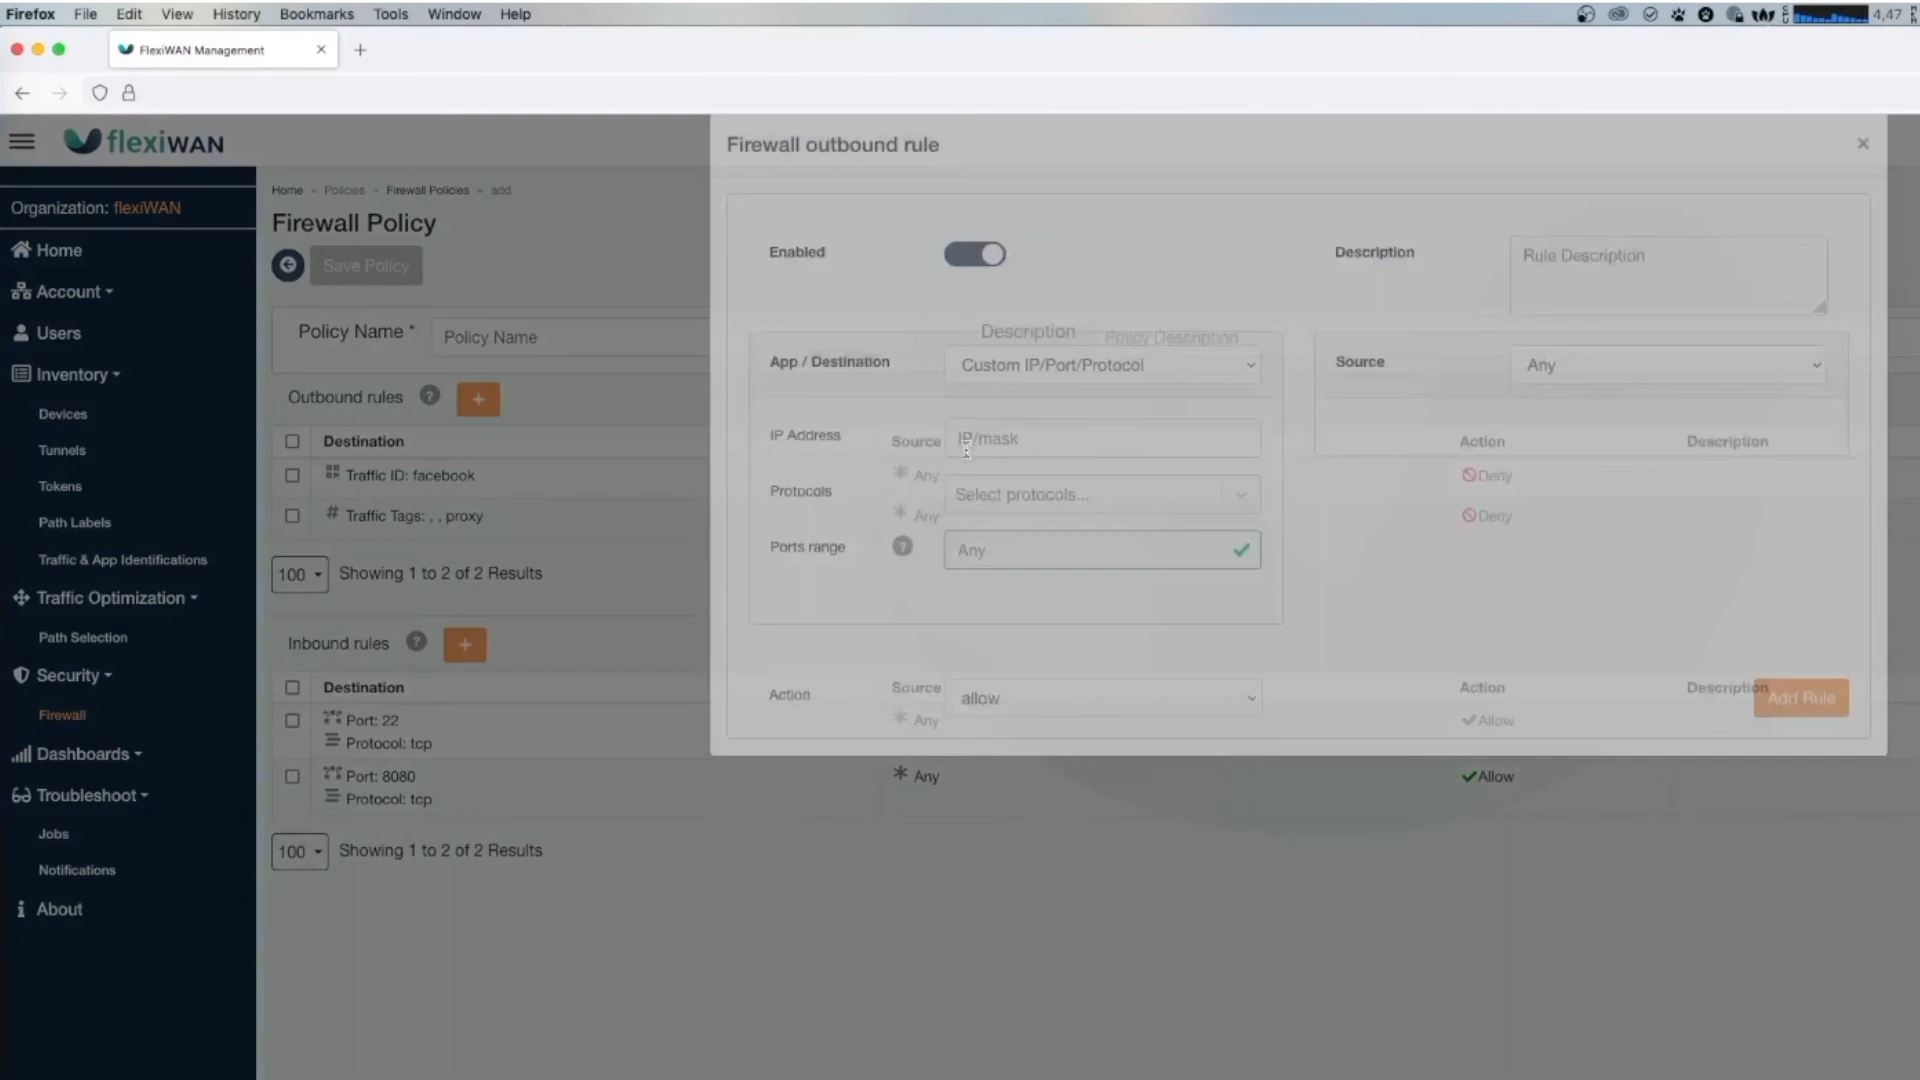 Firefox File Edit View History Bookmarks Tools Window Help 4,47
FlexiWAN Management
flexiWAN
Organization: flexiWAN
Home
Account
Users
Inventory
Devices
Tunnels
Tokens
Path Labels
Traffic & App Identifications
Traffic Optimization
Path Selection
Security
Firewall
Dashboards
Troubleshoot
Jobs
Notifications
About
Home - Policies - Firewall Policies - add
Firewall Policy
Save Policy
Policy Name * Policy Name
Description Policy Description
Outbound rules ? +
Destination Source Action Description
Traffic ID: facebook Any Deny
# Traffic Tags: , , proxy Any Deny
100 Showing 1 to 2 of 2 Results
Inbound rules ? +
Destination Source Action Description
Port: 22 Any Allow
Protocol: tcp
Port: 8080 Any Allow
Protocol: tcp
100 Showing 1 to 2 of 2 Results
Firewall outbound rule ×
Enabled
Description Rule Description
App / Destination Custom IP/Port/Protocol
Source Any
IP Address IP/mask
Protocols Select protocols...
Ports range ? Any
Action allow
Add Rule